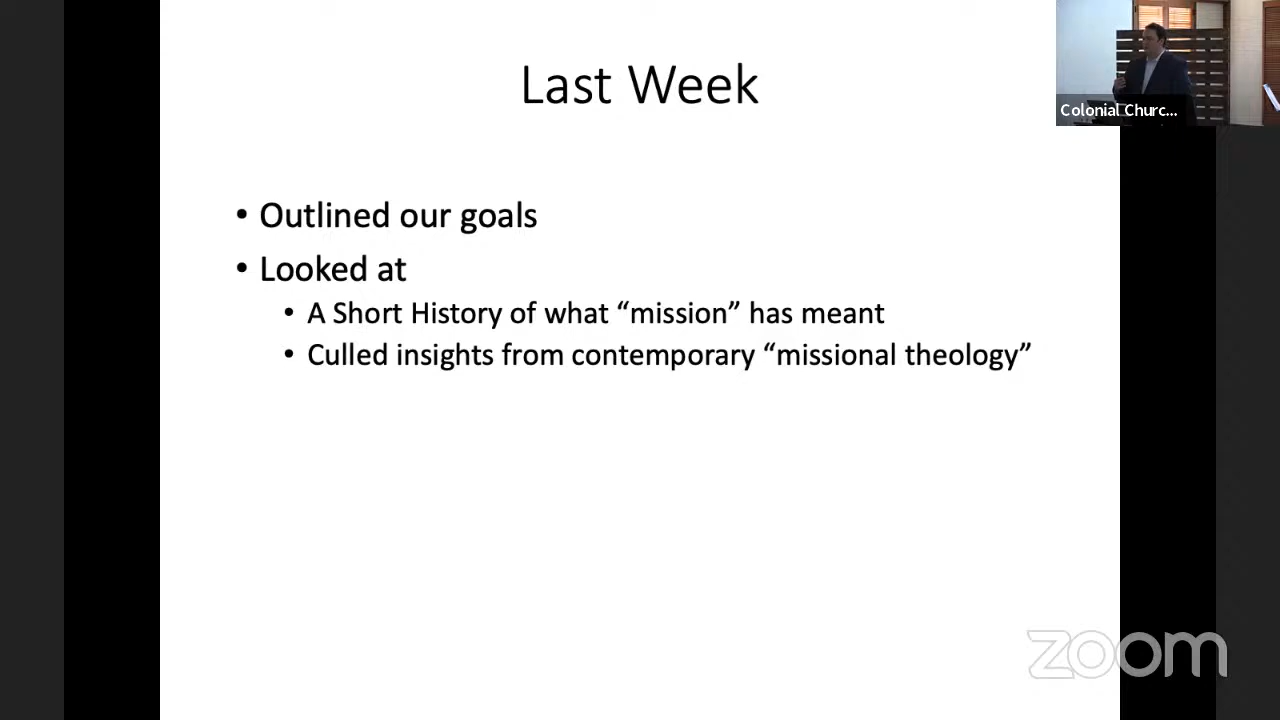 Last Week
Colonial Churc...
• Outlined our goals
• Looked at
• A Short History of what “mission” has meant
• Culled insights from contemporary “missional theology”
zoom